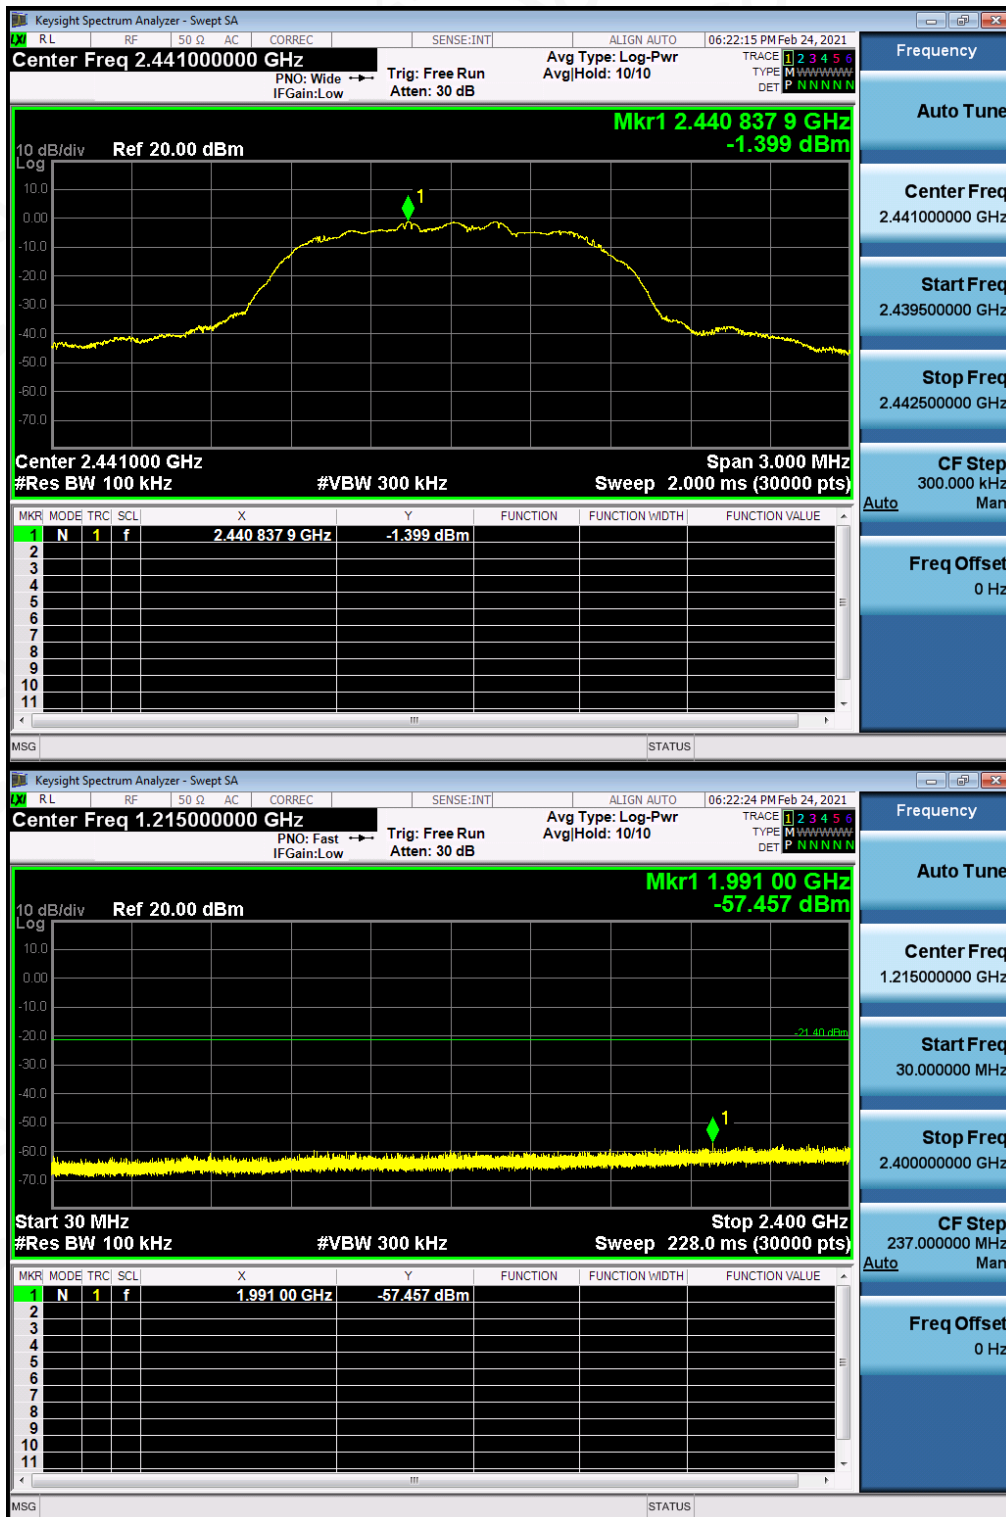 Keysight Spectrum Analyzer - Swept SA
LXI RL RF 50 Ω AC CORREC SENSE:INT ALIGN AUTO 06:22:15 PM Feb 24, 2021
Center Freq 2.441000000 GHz
PNO: Wide
IFGain:Low
Trig: Free Run
Atten: 30 dB
Avg Type: Log-Pwr
Avg|Hold: 10/10
TRACE 1 2 3 4 5 6
TYPE M WWWWW
DET P N N N N N
Mkr1 2.440 837 9 GHz
-1.399 dBm
10 dB/div Ref 20.00 dBm
Log
10.0
0.00
-10.0
-20.0
-30.0
-40.0
-50.0
-60.0
-70.0
1
Center 2.441000 GHz Span 3.000 MHz
#Res BW 100 kHz #VBW 300 kHz Sweep 2.000 ms (30000 pts)
MKR MODE TRC SCL X Y FUNCTION FUNCTION WIDTH FUNCTION VALUE
1 N 1 f 2.440 837 9 GHz -1.399 dBm
2
3
4
5
6
7
8
9
10
11
MSG STATUS
Frequency
Auto Tune
Center Freq
2.441000000 GHz
Start Freq
2.439500000 GHz
Stop Freq
2.442500000 GHz
CF Step
300.000 kHz
Auto Man
Freq Offset
0 Hz
Keysight Spectrum Analyzer - Swept SA
LXI RL RF 50 Ω AC CORREC SENSE:INT ALIGN AUTO 06:22:24 PM Feb 24, 2021
Center Freq 1.215000000 GHz
PNO: Fast
IFGain:Low
Trig: Free Run
Atten: 30 dB
Avg Type: Log-Pwr
Avg|Hold: 10/10
TRACE 1 2 3 4 5 6
TYPE M WWWWW
DET P N N N N N
Mkr1 1.991 00 GHz
-57.457 dBm
10 dB/div Ref 20.00 dBm
Log
10.0
0.00
-10.0
-20.0
-30.0
-40.0
-50.0
-60.0
-70.0
-21.40 dBm
1
Start 30 MHz Stop 2.400 GHz
#Res BW 100 kHz #VBW 300 kHz Sweep 228.0 ms (30000 pts)
MKR MODE TRC SCL X Y FUNCTION FUNCTION WIDTH FUNCTION VALUE
1 N 1 f 1.991 00 GHz -57.457 dBm
2
3
4
5
6
7
8
9
10
11
MSG STATUS
Frequency
Auto Tune
Center Freq
1.215000000 GHz
Start Freq
30.000000 MHz
Stop Freq
2.400000000 GHz
CF Step
237.000000 MHz
Auto Man
Freq Offset
0 Hz